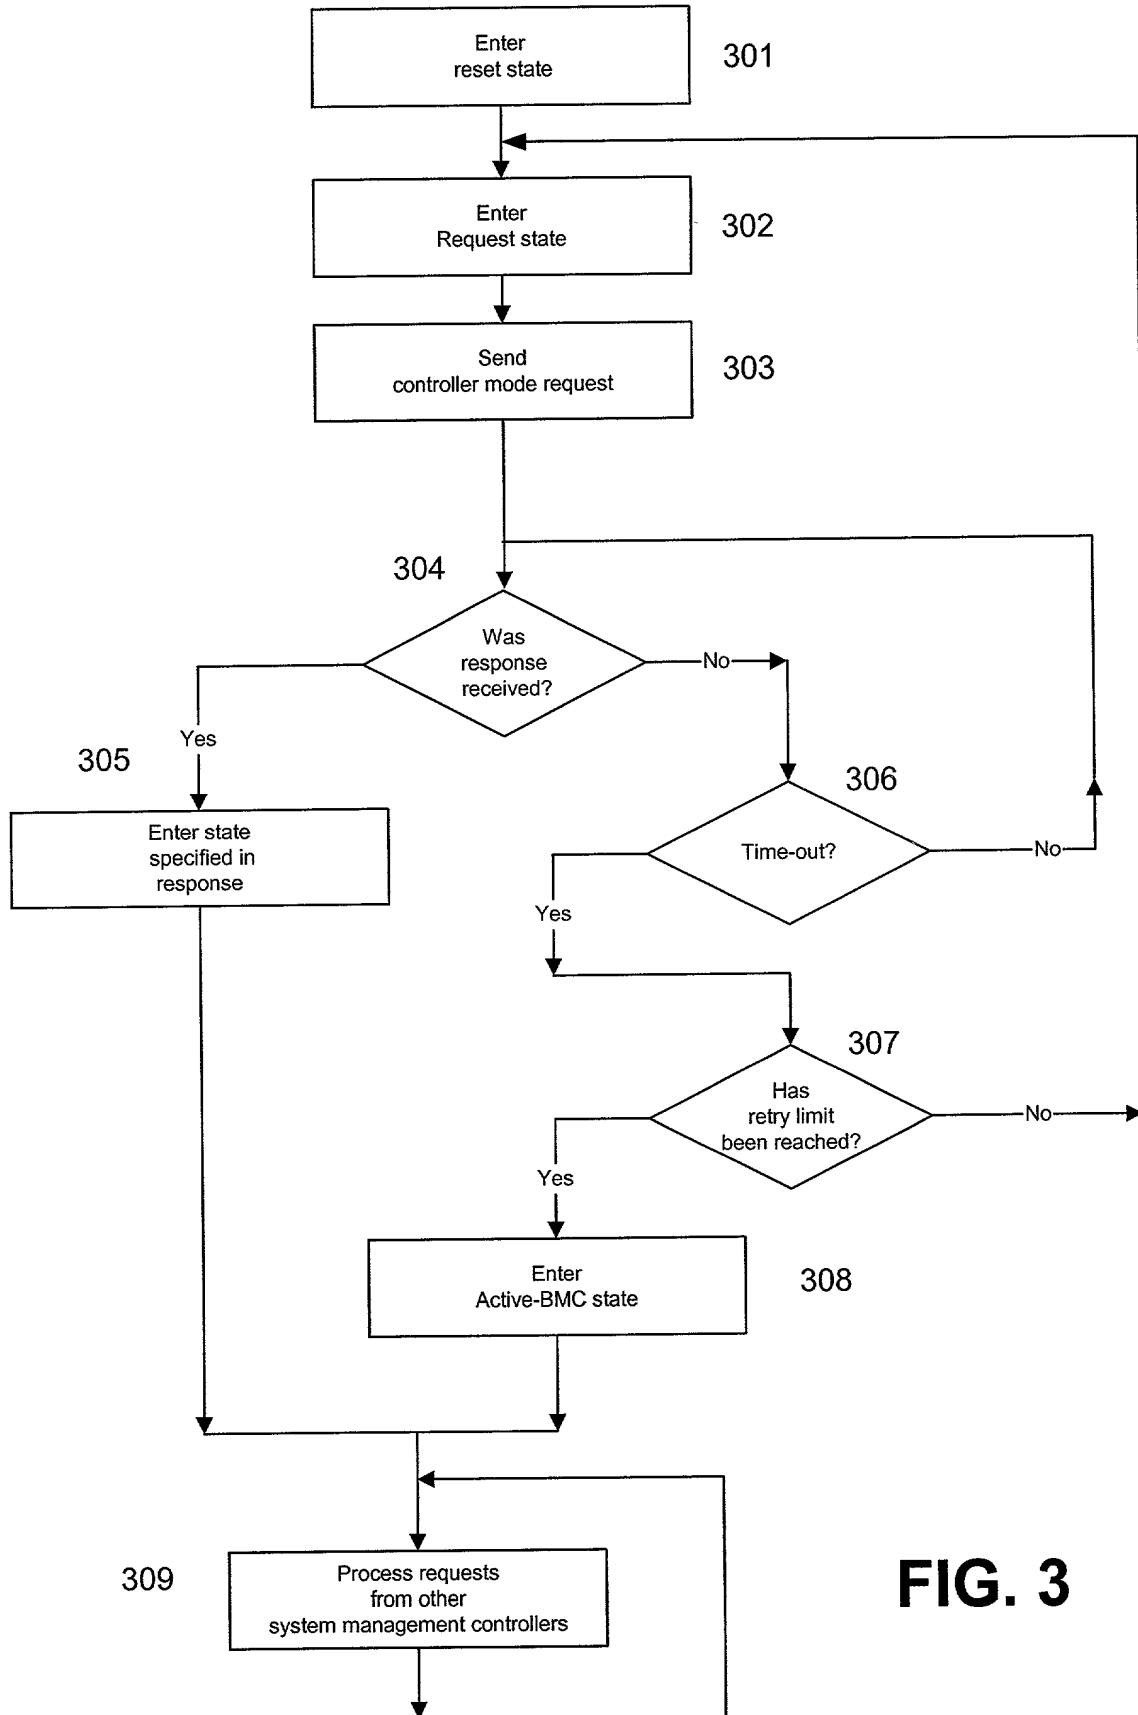 Enter
reset state
301
Enter
Request state
302
Send
controller mode request
303
304
Was
response
received?
No
Yes
305
306
Enter state
specified in
response
Time-out?
No
Yes
307
Has
retry limit
been reached?
No
Yes
Enter
Active-BMC state
308
309
Process requests
from other
system management controllers
FIG. 3